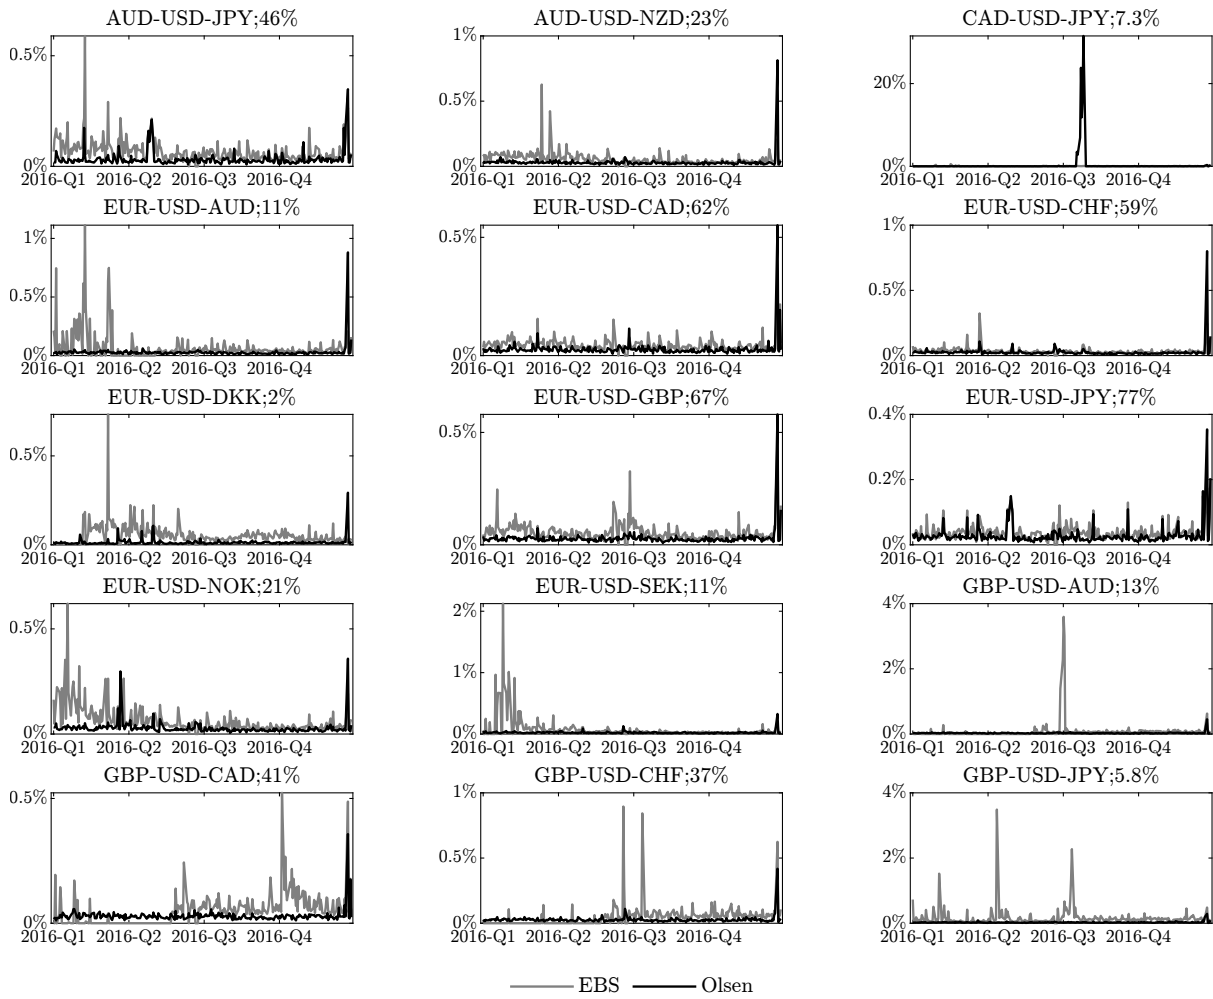 AUD-USD-JPY;46% AUD-USD-NZD;23% CAD-USD-JPY;7.3%
0.5% 1% 20%
0% 0.5% 0%
0%
2016-Q1 2016-Q2 2016-Q3 2016-Q4 2016-Q1 2016-Q2 2016-Q3 2016-Q4 2016-Q1 2016-Q2 2016-Q3 2016-Q4
EUR-USD-AUD;11% EUR-USD-CAD;62% EUR-USD-CHF;59%
1% 0.5% 1%
0.5% 0% 0.5%
0% 0%
2016-Q1 2016-Q2 2016-Q3 2016-Q4 2016-Q1 2016-Q2 2016-Q3 2016-Q4 2016-Q1 2016-Q2 2016-Q3 2016-Q4
EUR-USD-DKK;2% EUR-USD-GBP;67% EUR-USD-JPY;77%
0.5% 0.5% 0.4%
0% 0% 0.2%
0%
2016-Q1 2016-Q2 2016-Q3 2016-Q4 2016-Q1 2016-Q2 2016-Q3 2016-Q4 2016-Q1 2016-Q2 2016-Q3 2016-Q4
EUR-USD-NOK;21% EUR-USD-SEK;11% GBP-USD-AUD;13%
0.5% 2% 4%
0% 1% 2%
0% 0%
2016-Q1 2016-Q2 2016-Q3 2016-Q4 2016-Q1 2016-Q2 2016-Q3 2016-Q4 2016-Q1 2016-Q2 2016-Q3 2016-Q4
GBP-USD-CAD;41% GBP-USD-CHF;37% GBP-USD-JPY;5.8%
0.5% 1% 4%
0% 0.5% 2%
0% 0%
2016-Q1 2016-Q2 2016-Q3 2016-Q4 2016-Q1 2016-Q2 2016-Q3 2016-Q4 2016-Q1 2016-Q2 2016-Q3 2016-Q4
EBS Olsen